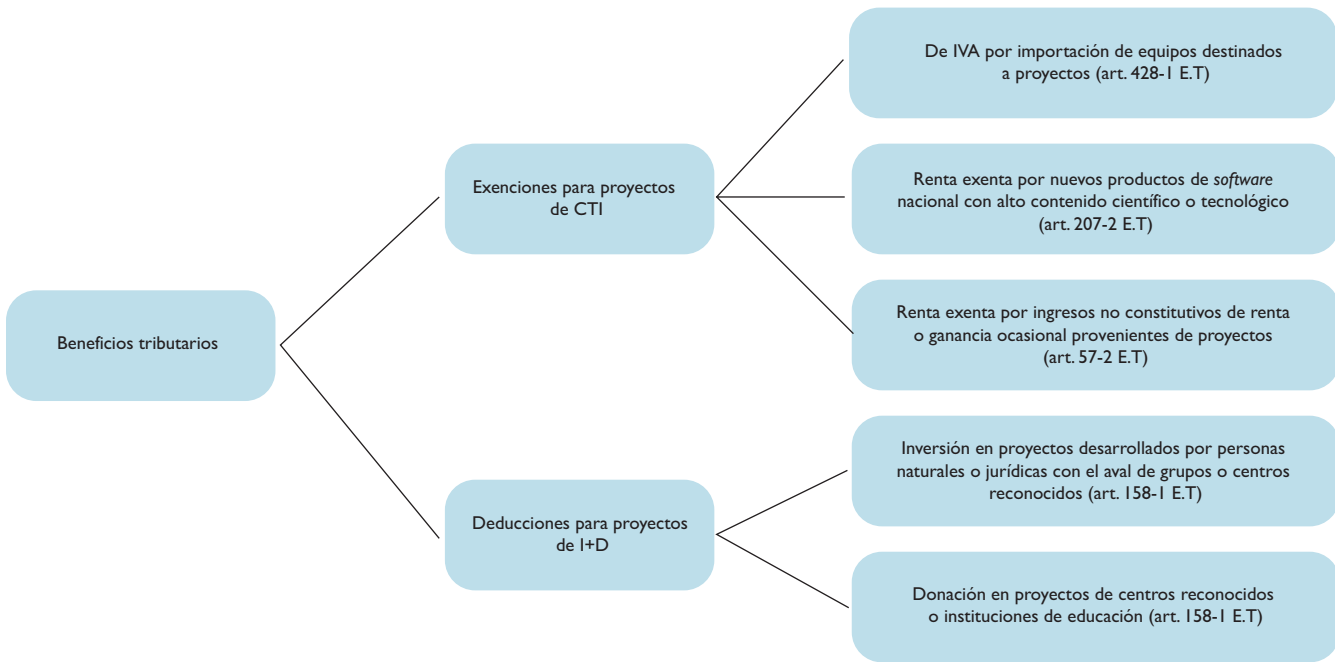 De IVA por importación de equipos destinados
a proyectos (art. 428-1 E.T)
Exenciones para proyectos
de CTI
Renta exenta por nuevos productos de software
nacional con alto contenido científico o tecnológico
(art. 207-2 E.T)
Renta exenta por ingresos no constitutivos de renta
o ganancia ocasional provenientes de proyectos
(art. 57-2 E.T)
Beneficios tributarios
Inversión en proyectos desarrollados por personas
naturales o jurídicas con el aval de grupos o centros
reconocidos (art. 158-1 E.T)
Deducciones para proyectos
de I+D
Donación en proyectos de centros reconocidos
o instituciones de educación (art. 158-1 E.T)